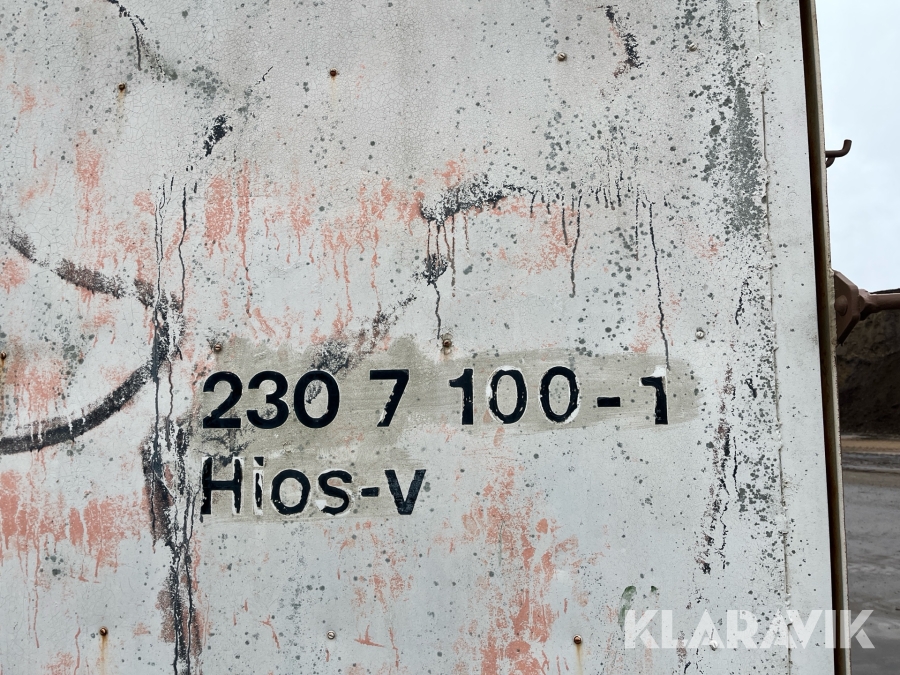 230 7 100-1
Hios-v
KLARAVIK